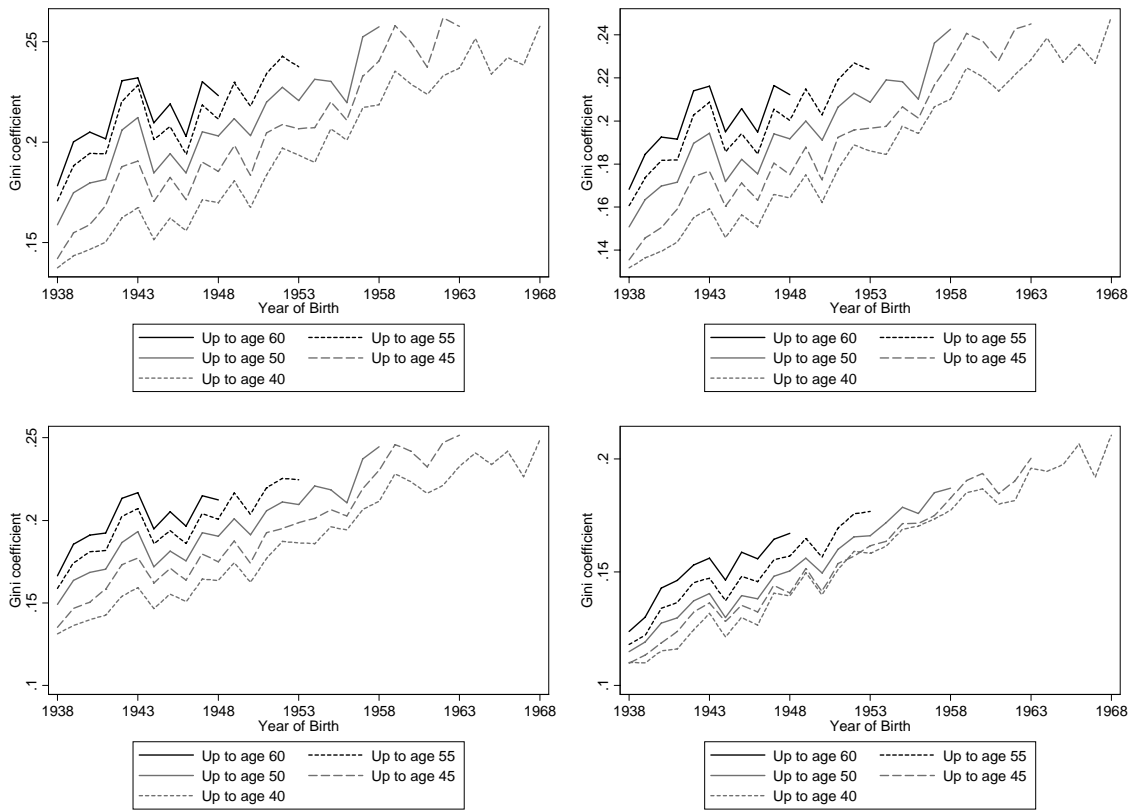 Gini coefficient
.25
.2
.15
1938 1943 1948 1953 1958 1963 1968
Year of Birth
Up to age 60 Up to age 55
Up to age 50 Up to age 45
Up to age 40
Gini coefficient
.24
.22
.2
.18
.16
.14
1938 1943 1948 1953 1958 1963 1968
Year of Birth
Up to age 60 Up to age 55
Up to age 50 Up to age 45
Up to age 40
Gini coefficient
.25
.2
.15
.1
1938 1943 1948 1953 1958 1963 1968
Year of Birth
Up to age 60 Up to age 55
Up to age 50 Up to age 45
Up to age 40
Gini coefficient
.2
.15
.1
1938 1943 1948 1953 1958 1963 1968
Year of Birth
Up to age 60 Up to age 55
Up to age 50 Up to age 45
Up to age 40